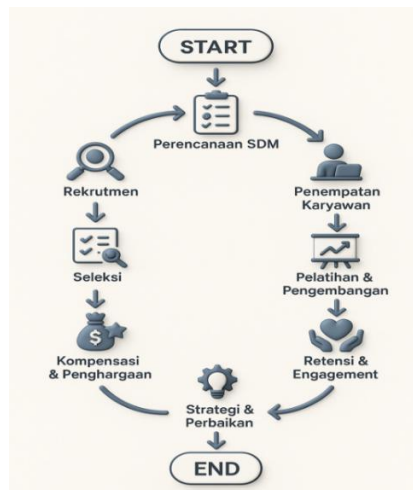 START
Perencanaan SDM
Rekrutmen
Penempatan
Karyawan
Seleksi
Pelatihan &
Pengembangan
$
Kompensasi
& Penghargaan
Retensi &
Engagement
Strategi &
Perbaikan
END